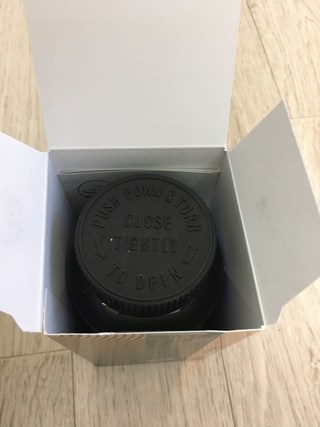 PUSH DOWN & TURN
CLOSE
TIGHTLY
TO OPEN